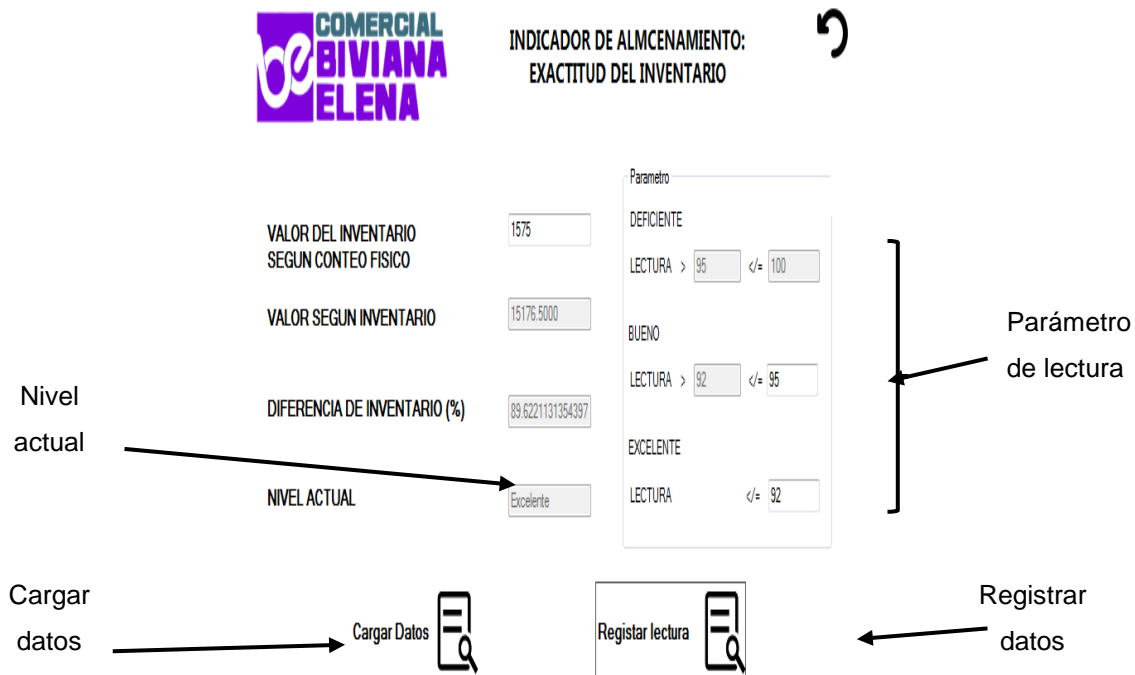 COMERCIAL
BIVIANA
ELENA
be
INDICADOR DE ALMCENAMIENTO:
EXACTITUD DEL INVENTARIO
VALOR DEL INVENTARIO
SEGUN CONTEO FISICO
1575
VALOR SEGUN INVENTARIO
15176.5000
DIFERENCIA DE INVENTARIO (%)
89.6221131354397
NIVEL ACTUAL
Excelente
Parametro
DEFICIENTE
LECTURA > 95 </= 100
BUENO
LECTURA > 92 </= 95
EXCELENTE
LECTURA </= 92
Parámetro
de lectura
Nivel
actual
Cargar
datos
Cargar Datos
Registar lectura
Registrar
datos